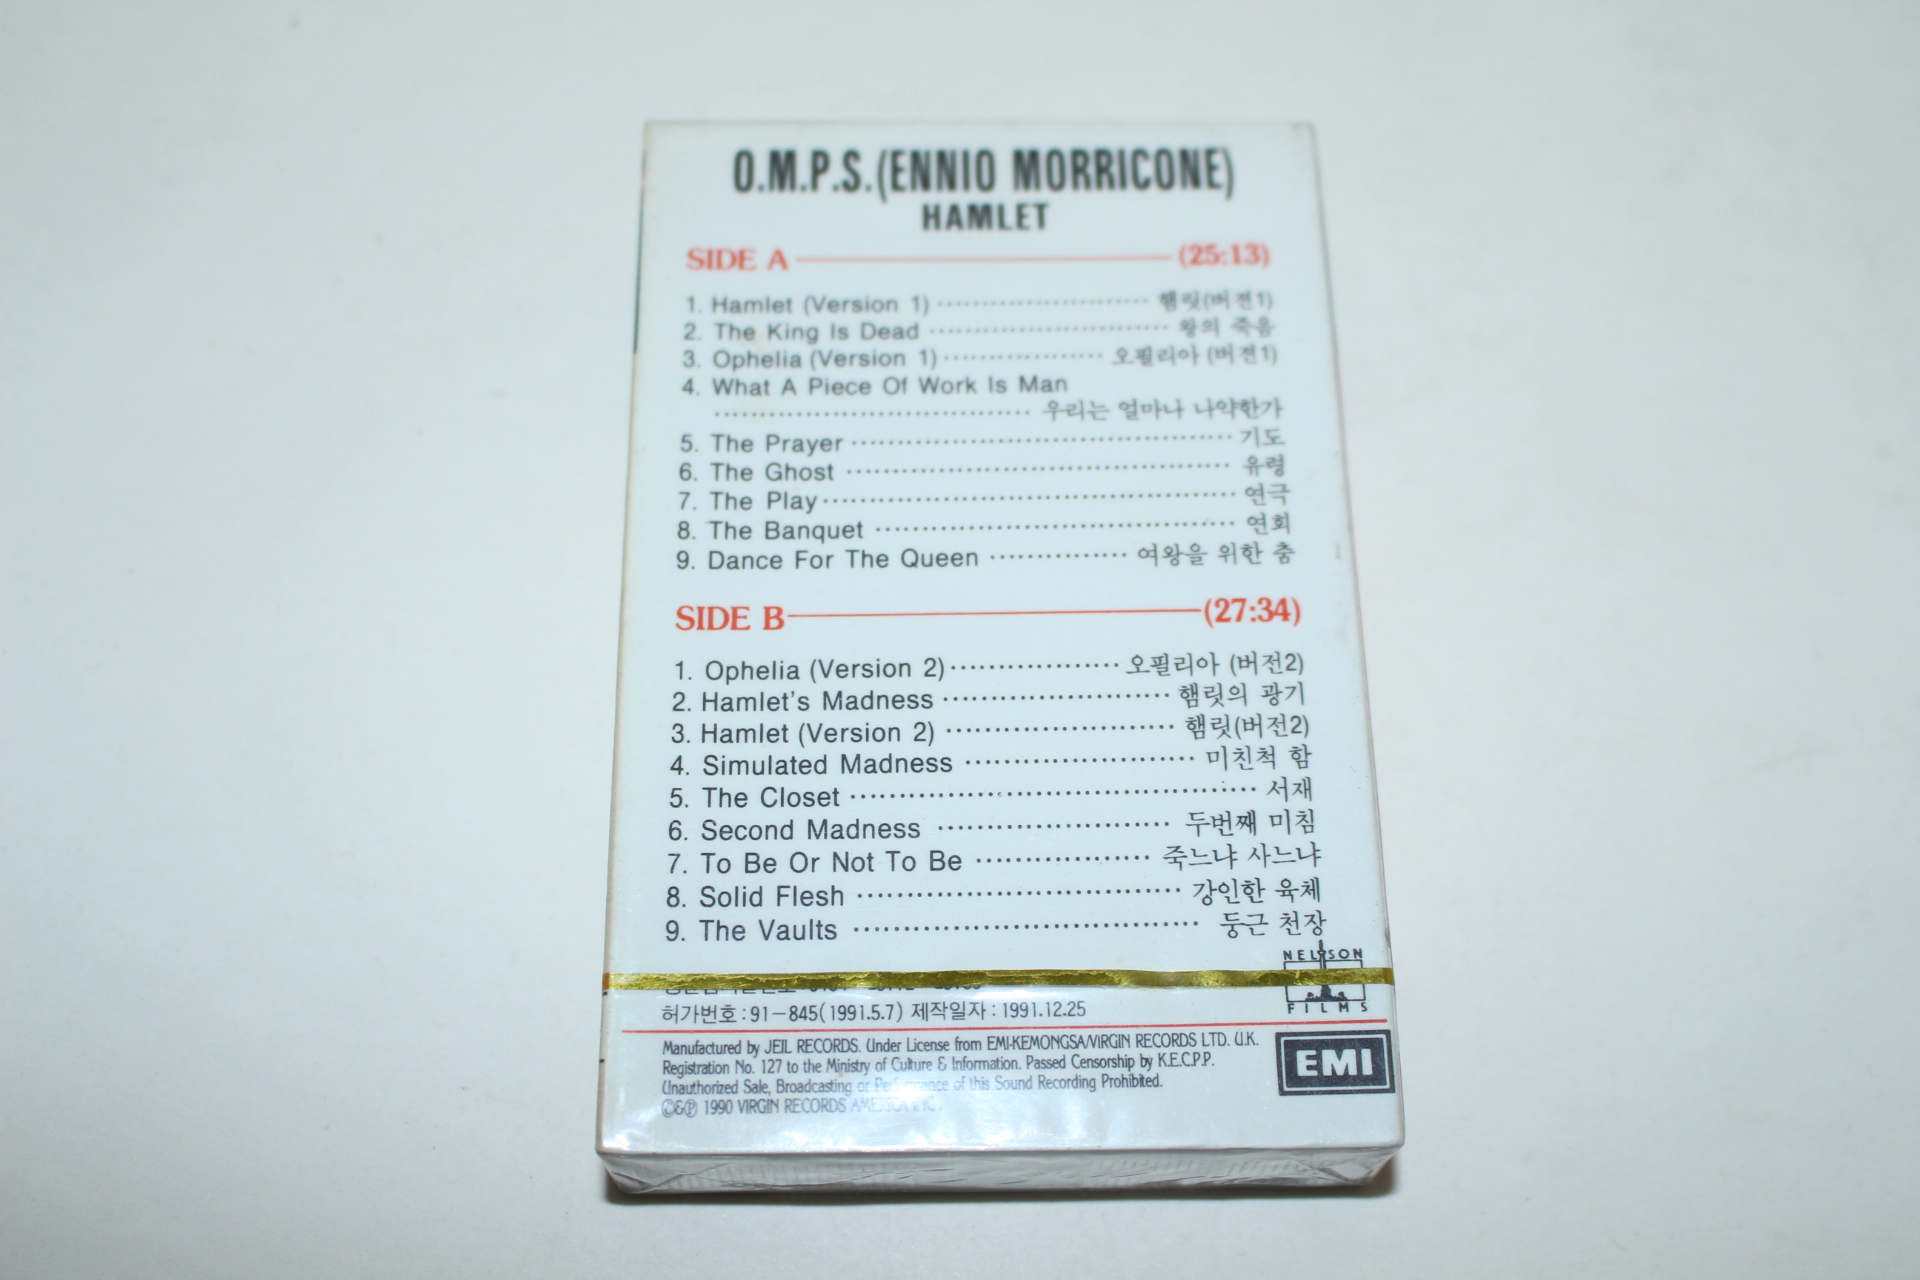 O.M.P.S.(ENNIO MORRICONE)
HAMLET
SIDE A (25:13)
1. Hamlet (Version 1) ························ 햄릿(버젼1)
2. The King Is Dead ··························· 왕의 죽음
3. Ophelia (Version 1) ·················· 오필리아 (버젼1)
4. What A Piece Of Work Is Man
··································· 우리는 얼마나 나약한가
5. The Prayer ········································ 기도
6. The Ghost ········································ 유령
7. The Play ··········································· 연극
8. The Banquet ····································· 연회
9. Dance For The Queen ··············· 여왕을 위한 춤
SIDE B (27:34)
1. Ophelia (Version 2) ·················· 오필리아 (버전2)
2. Hamlet's Madness ························ 햄릿의 광기
3. Hamlet (Version 2) ························ 햄릿(버전2)
4. Simulated Madness ························ 미친척 함
5. The Closet ········································ 서재
6. Second Madness ························ 두번째 미침
7. To Be Or Not To Be ·················· 죽느냐 사느냐
8. Solid Flesh ································ 강인한 육체
9. The Vaults ··································· 둥근 천장
NELSON
FILMS
허가번호 : 91-845(1991.5.7) 제작일자 : 1991.12.25
Manufactured by JEIL RECORDS. Under License from EMI-KEMONGSA/VIRGIN RECORDS LTD. U.K.
Registration No. 127 to the Ministry of Culture & Information. Passed Censorship by K.E.C.P.P.
Unauthorized Sale, Broadcasting or Performance of this Sound Recording Prohibited.
©&℗ 1990 VIRGIN RECORDS AMERICA INC.
EMI